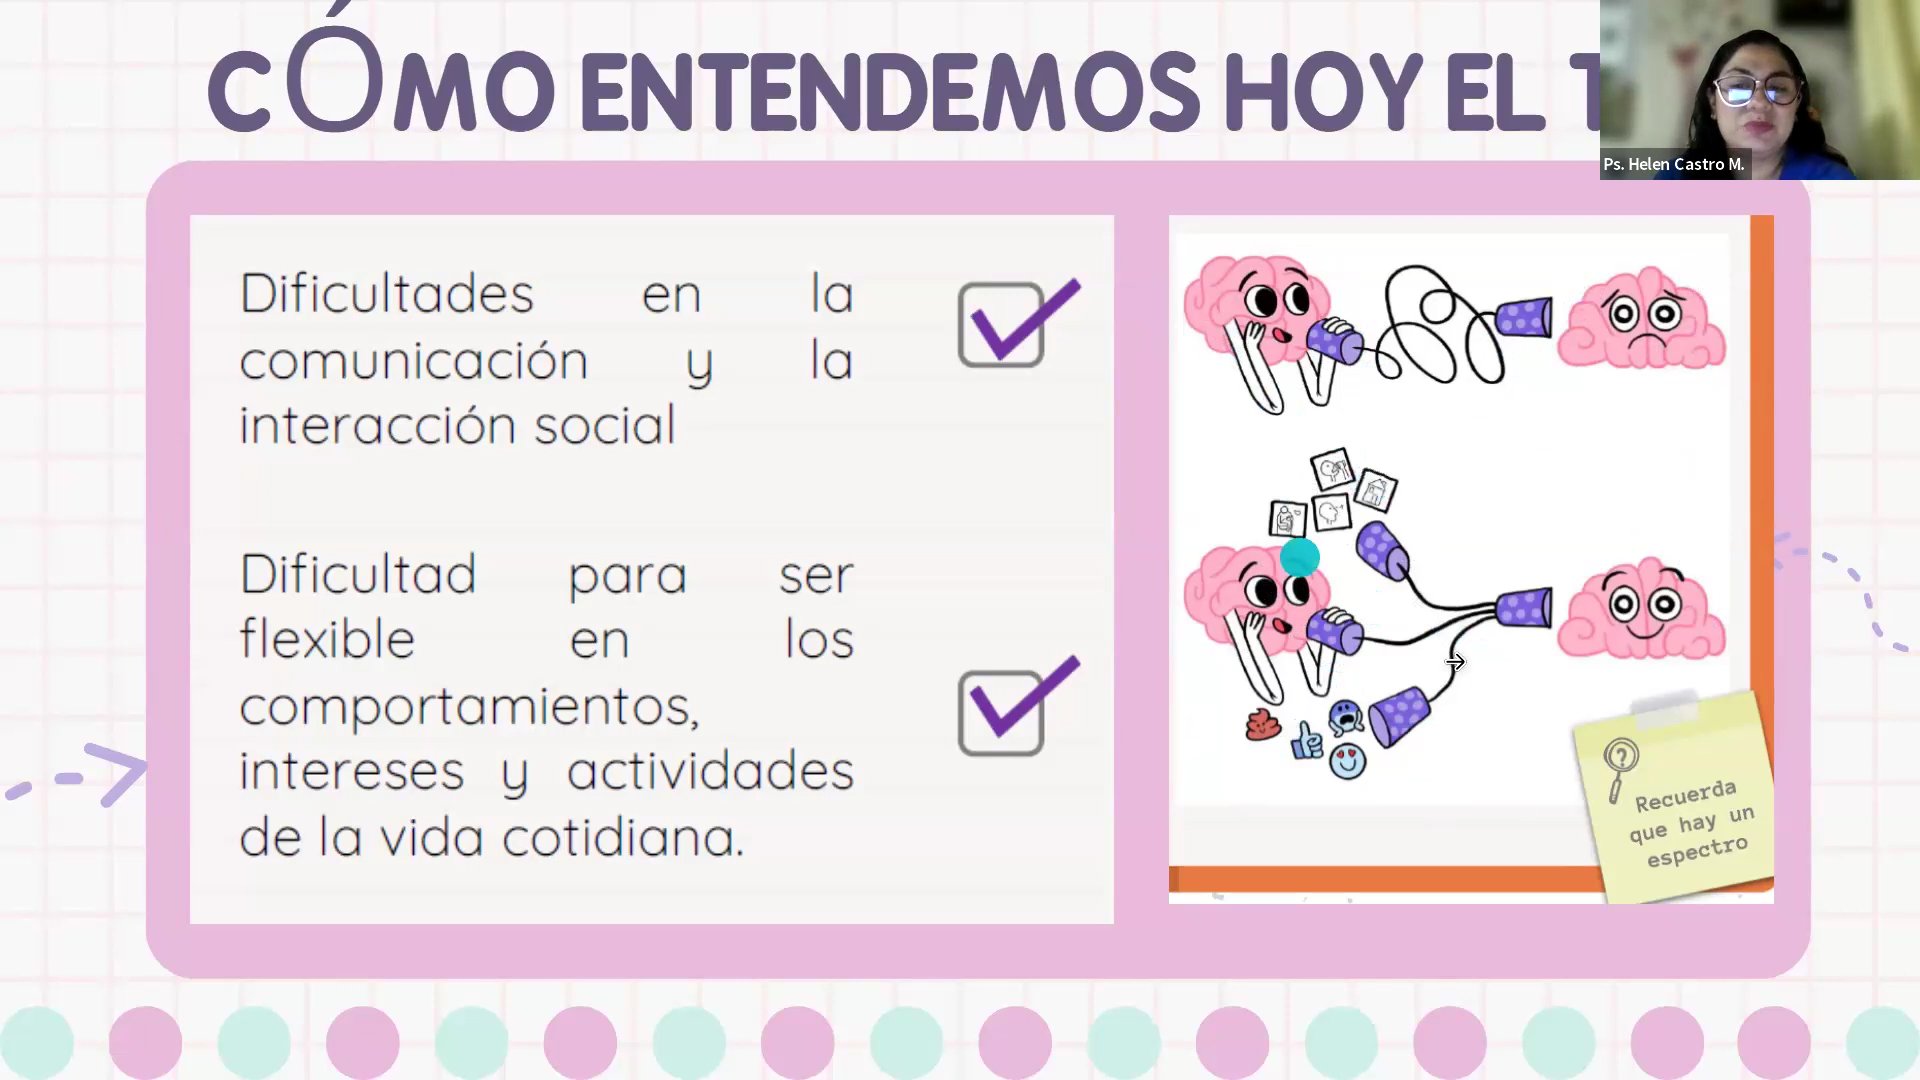 CÓMO ENTENDEMOS HOY EL T
Ps. Helen Castro M.
Dificultades en la
comunicación y la
interacción social
Dificultad para ser
flexible en los
comportamientos,
intereses y actividades
de la vida cotidiana.
?
Recuerda
que hay un
espectro